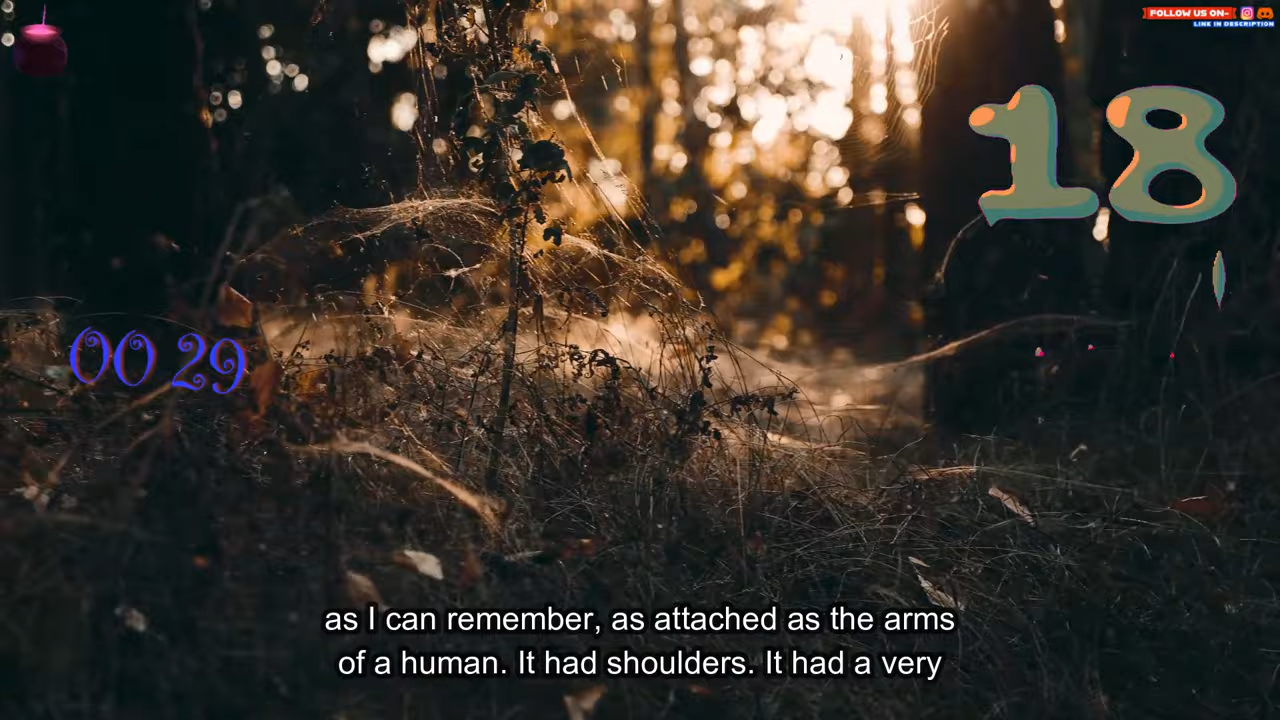 FOLLOW US ON-
LINK IN DESCRIPTION
18
00 29
as I can remember, as attached as the arms
of a human. It had shoulders. It had a very